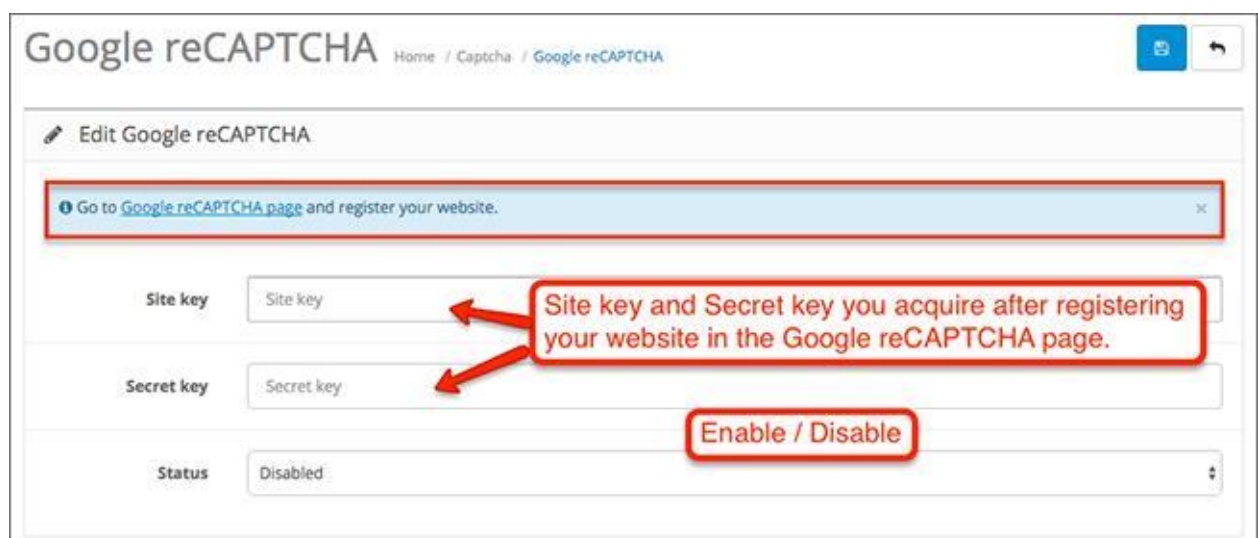 Google reCAPTCHA Home / Captcha / Google reCAPTCHA
Edit Google reCAPTCHA
Go to Google reCAPTCHA page and register your website. ×
Site key Site key
Site key and Secret key you acquire after registering
your website in the Google reCAPTCHA page.
Secret key Secret key
Enable / Disable
Status Disabled